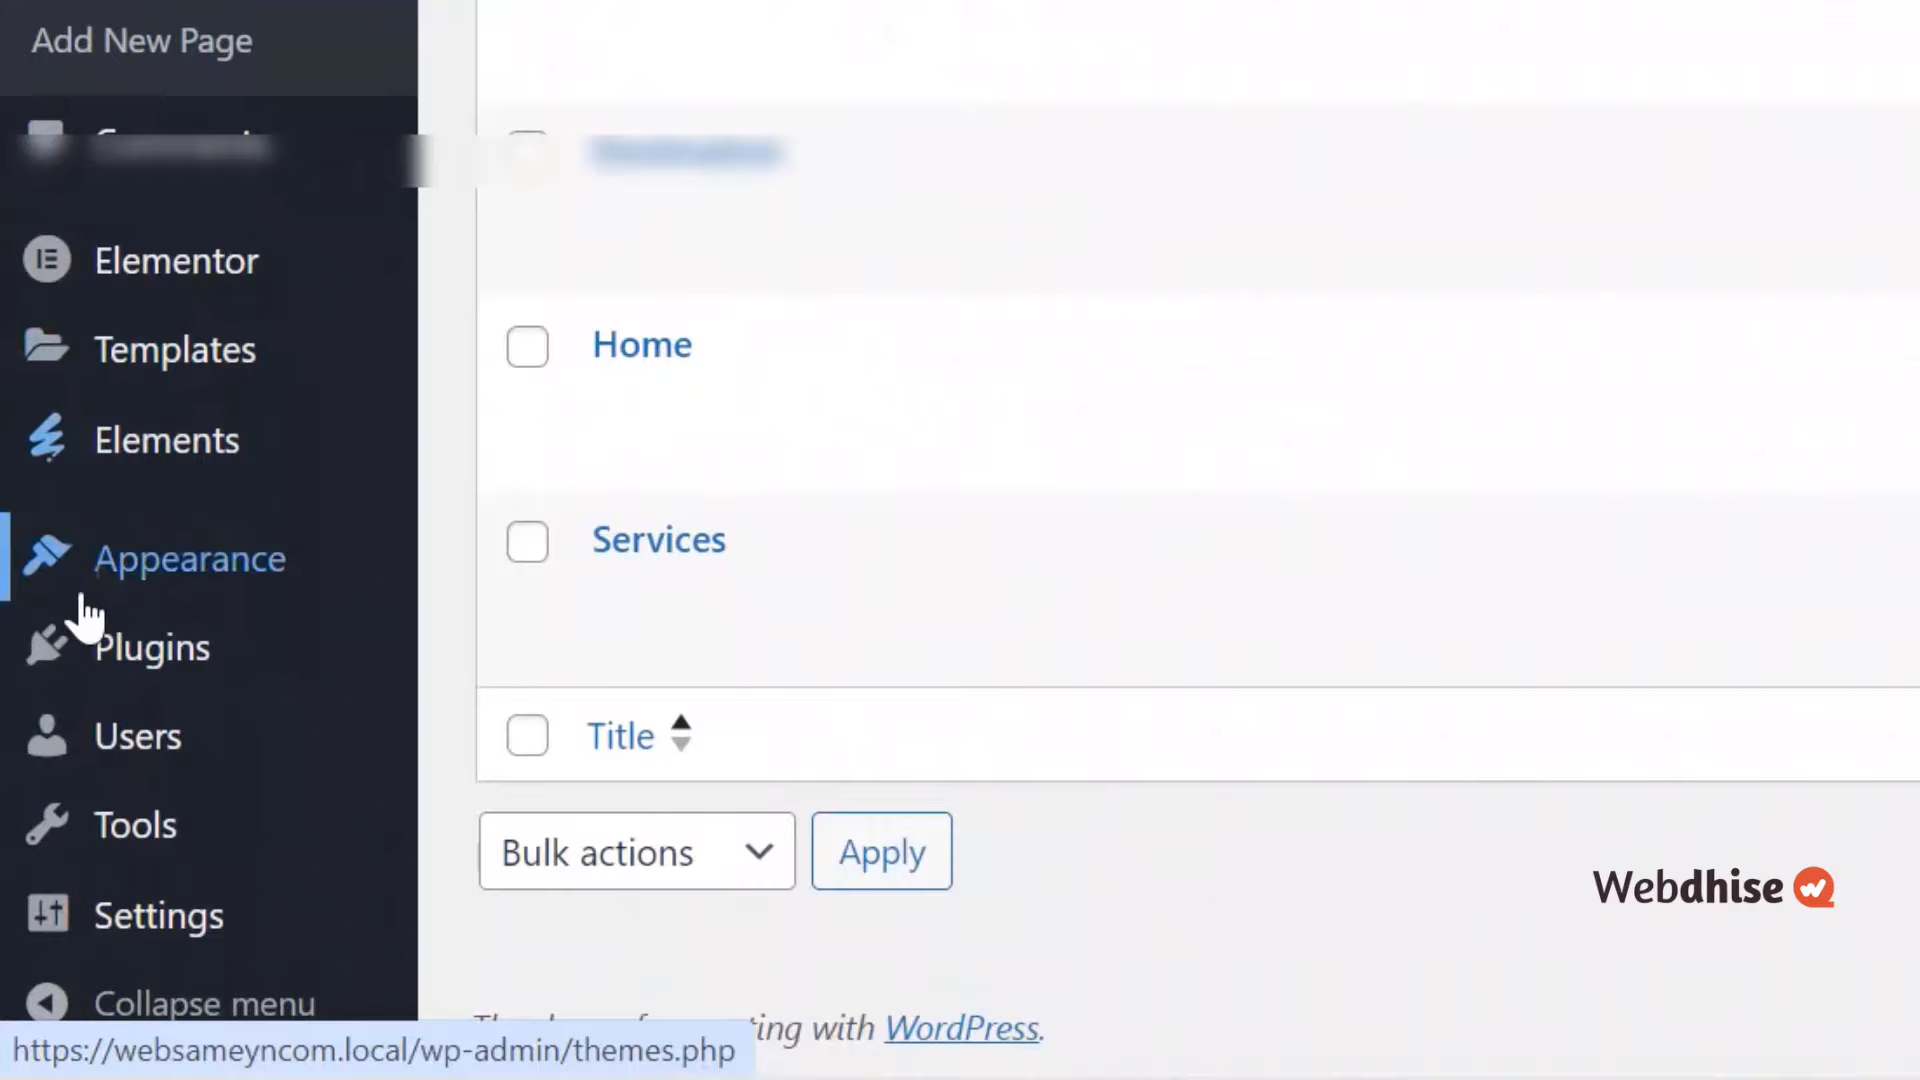 Add New Page
Elementor
Templates
Elements
Appearance
Plugins
Users
Tools
Settings
Collapse menu
Home
Services
Title
Bulk actions
Apply
Webdhise
with WordPress.
https://websameyncom.local/wp-admin/themes.php